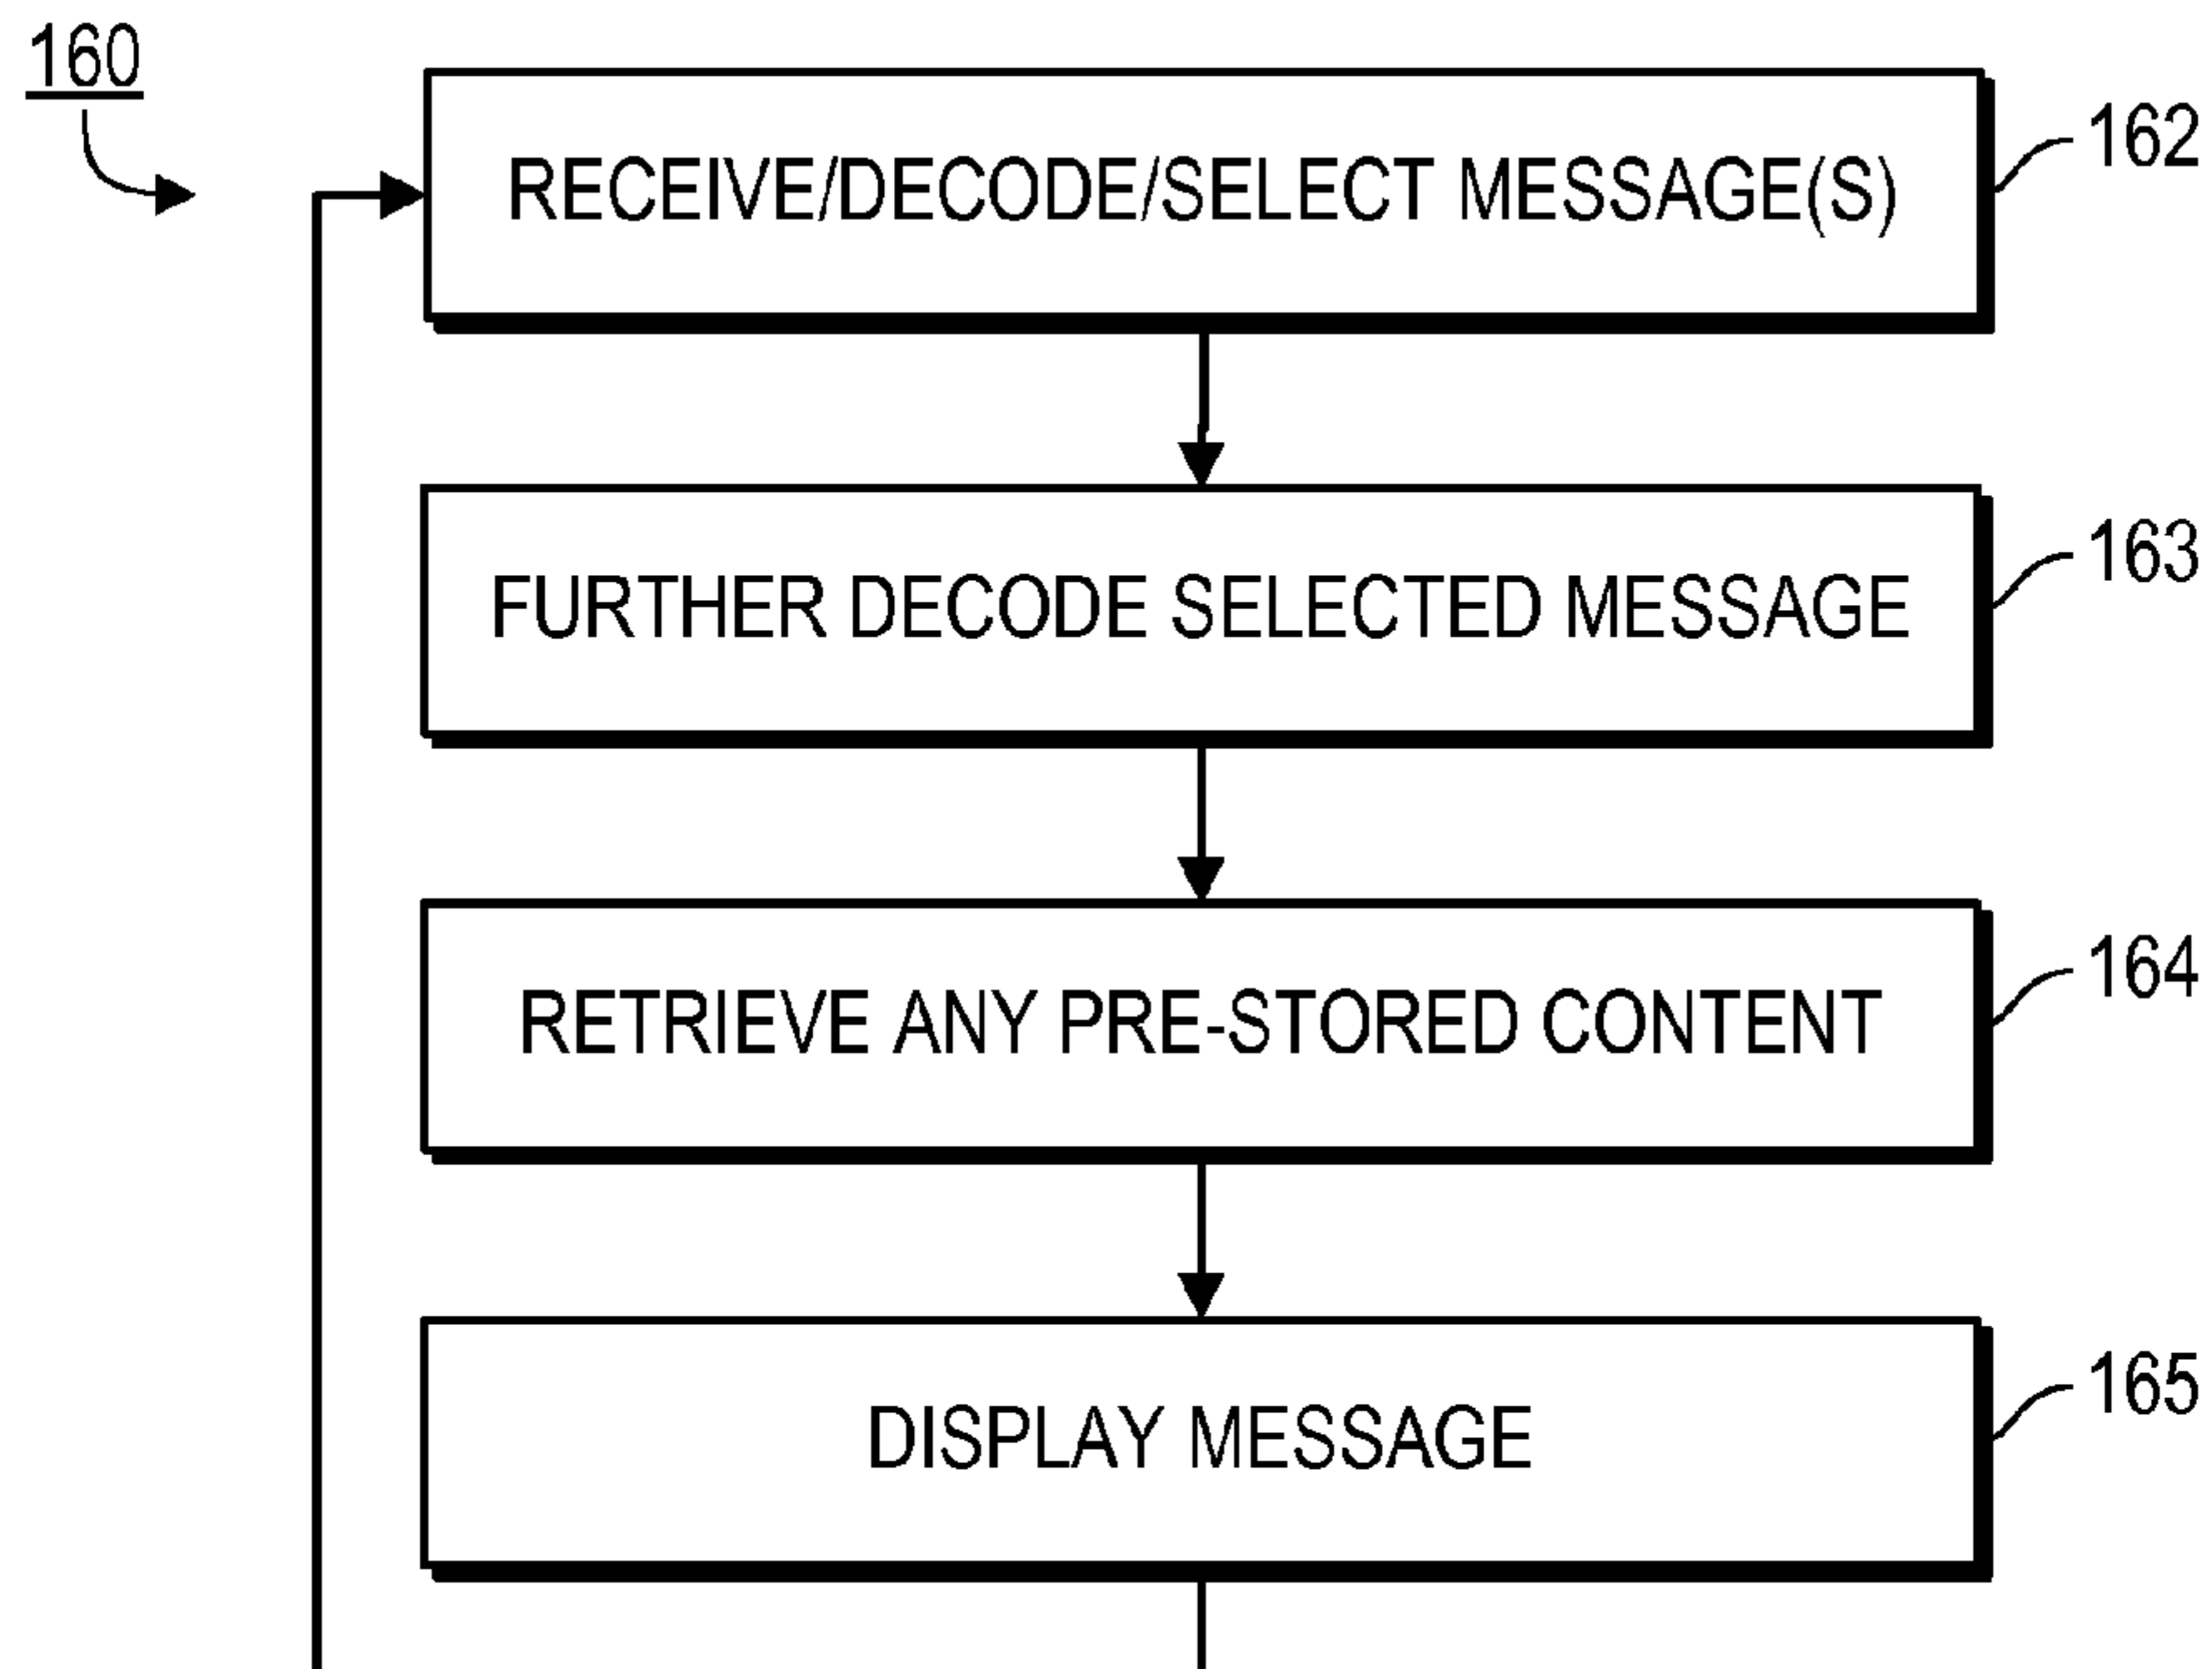 160
RECEIVE/DECODE/SELECT MESSAGE(S)
162
FURTHER DECODE SELECTED MESSAGE
163
RETRIEVE ANY PRE-STORED CONTENT
164
DISPLAY MESSAGE
165